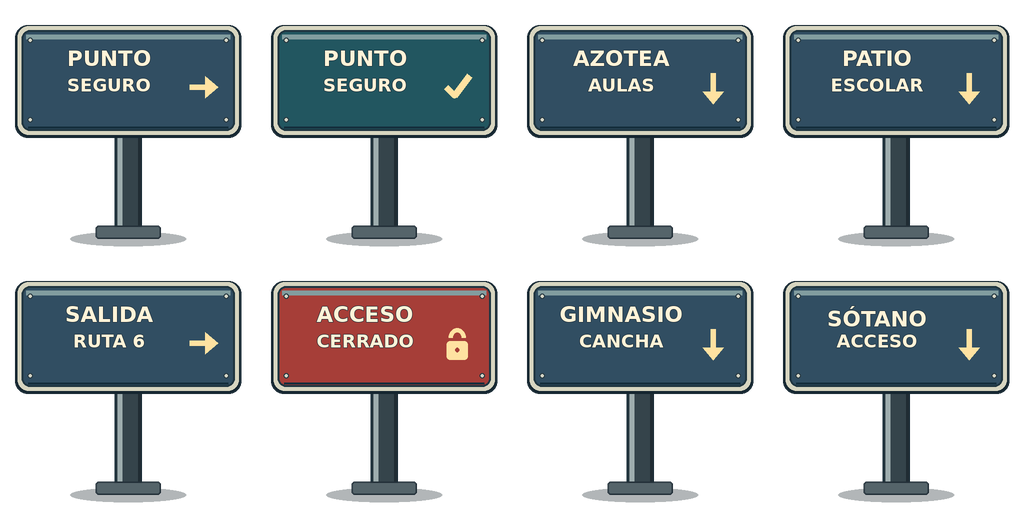 PUNTO
SEGURO
PUNTO
SEGURO
AZOTEA
AULAS
PATIO
ESCOLAR
SALIDA
RUTA 6
ACCESO
CERRADO
GIMNASIO
CANCHA
SÓTANO
ACCESO